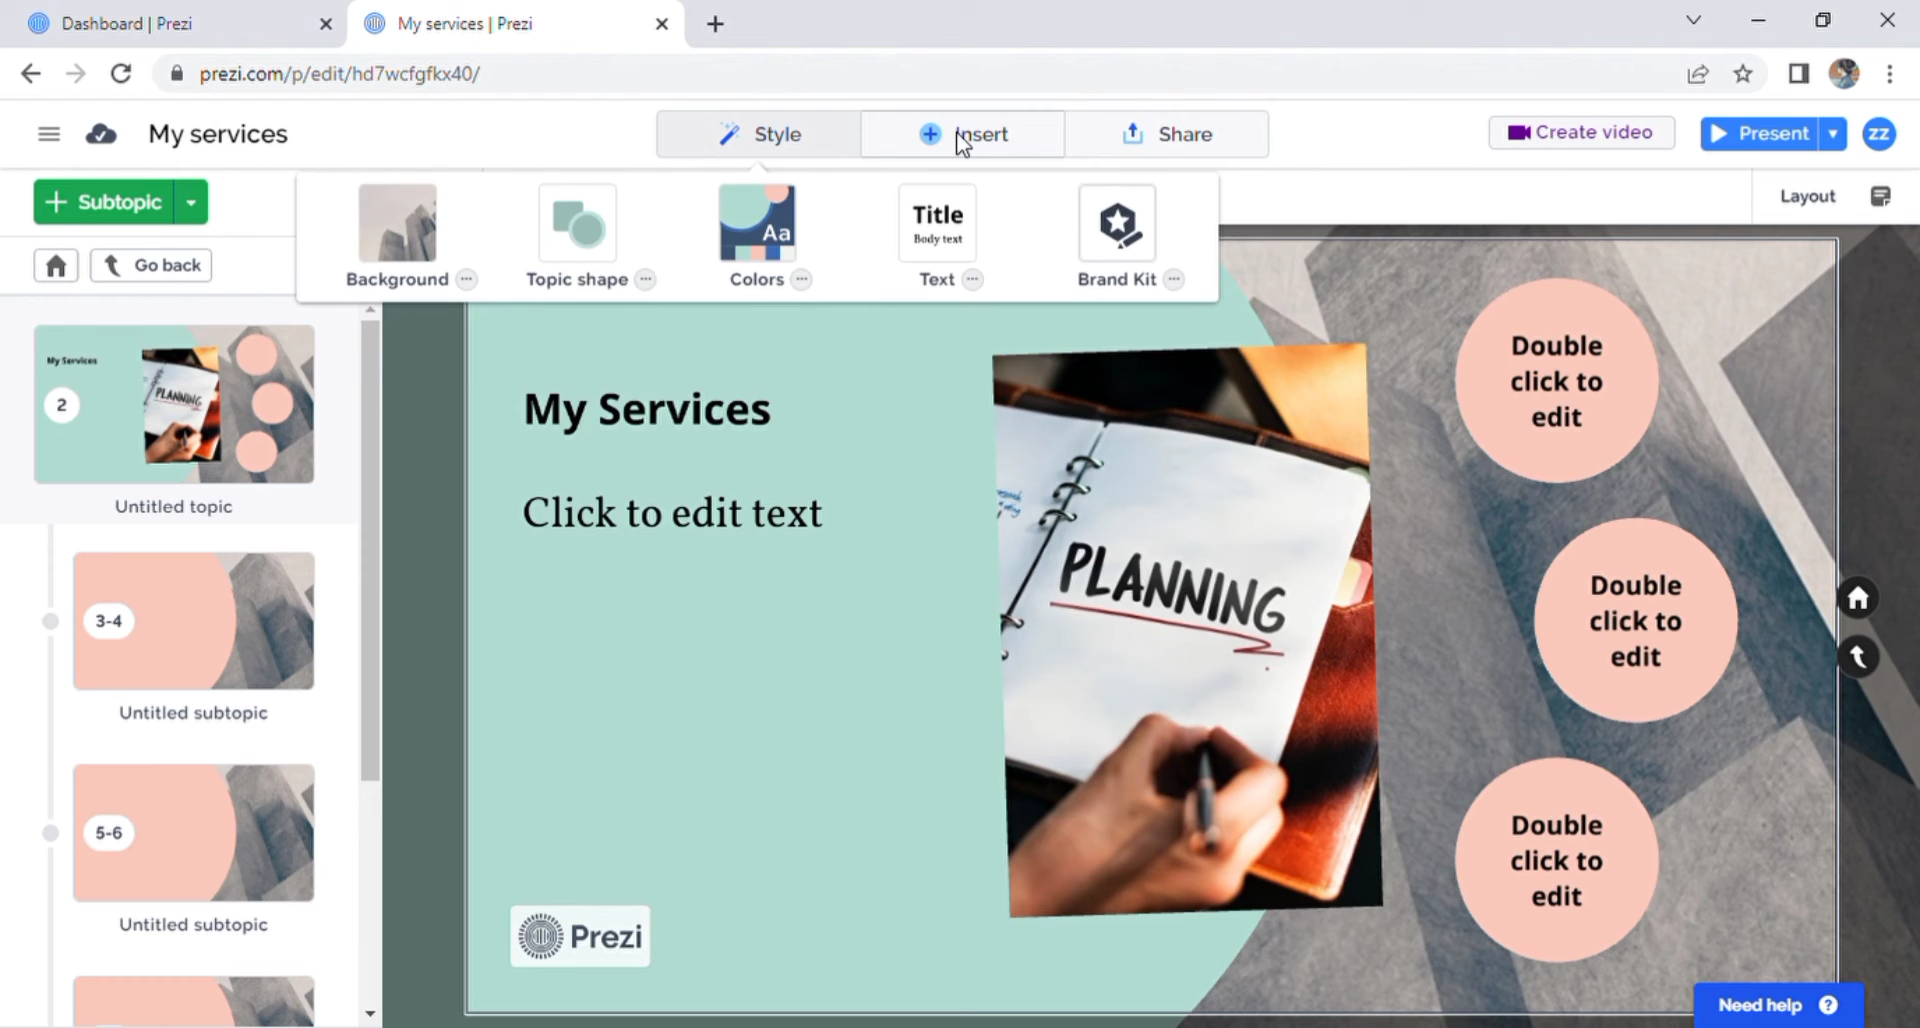 Dashboard | Prezi
My services | Prezi
prezi.com/p/edit/hd7wcfgfkx40/
My services
Style
Insert
Share
Create video
Present
ZZ
Subtopic
Title
Body text
Aa
Background
Topic shape
Colors
Text
Brand Kit
Layout
Go back
My Services
2
PLANNING
Untitled topic
3-4
Untitled subtopic
5-6
Untitled subtopic
My Services
Click to edit text
PLANNING
Prezi
Double
click to
edit
Double
click to
edit
Double
click to
edit
Need help ?